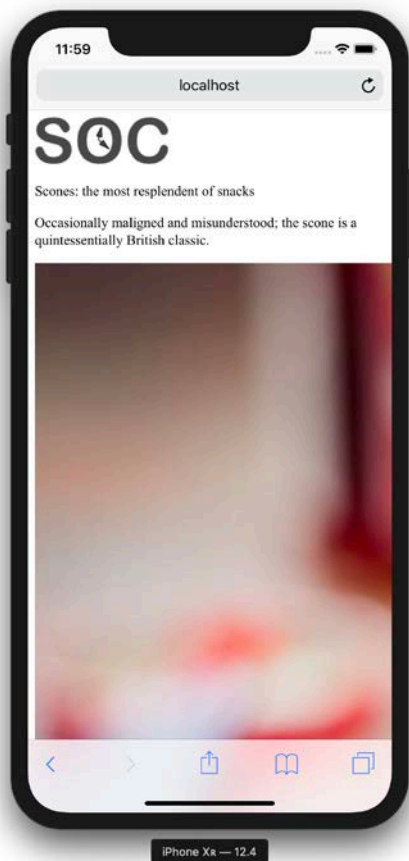 11:59
localhost
SOC
Scones: the most resplendent of snacks
Occasionally maligned and misunderstood; the scone is a
quintessentially British classic.
iPhone XR — 12.4